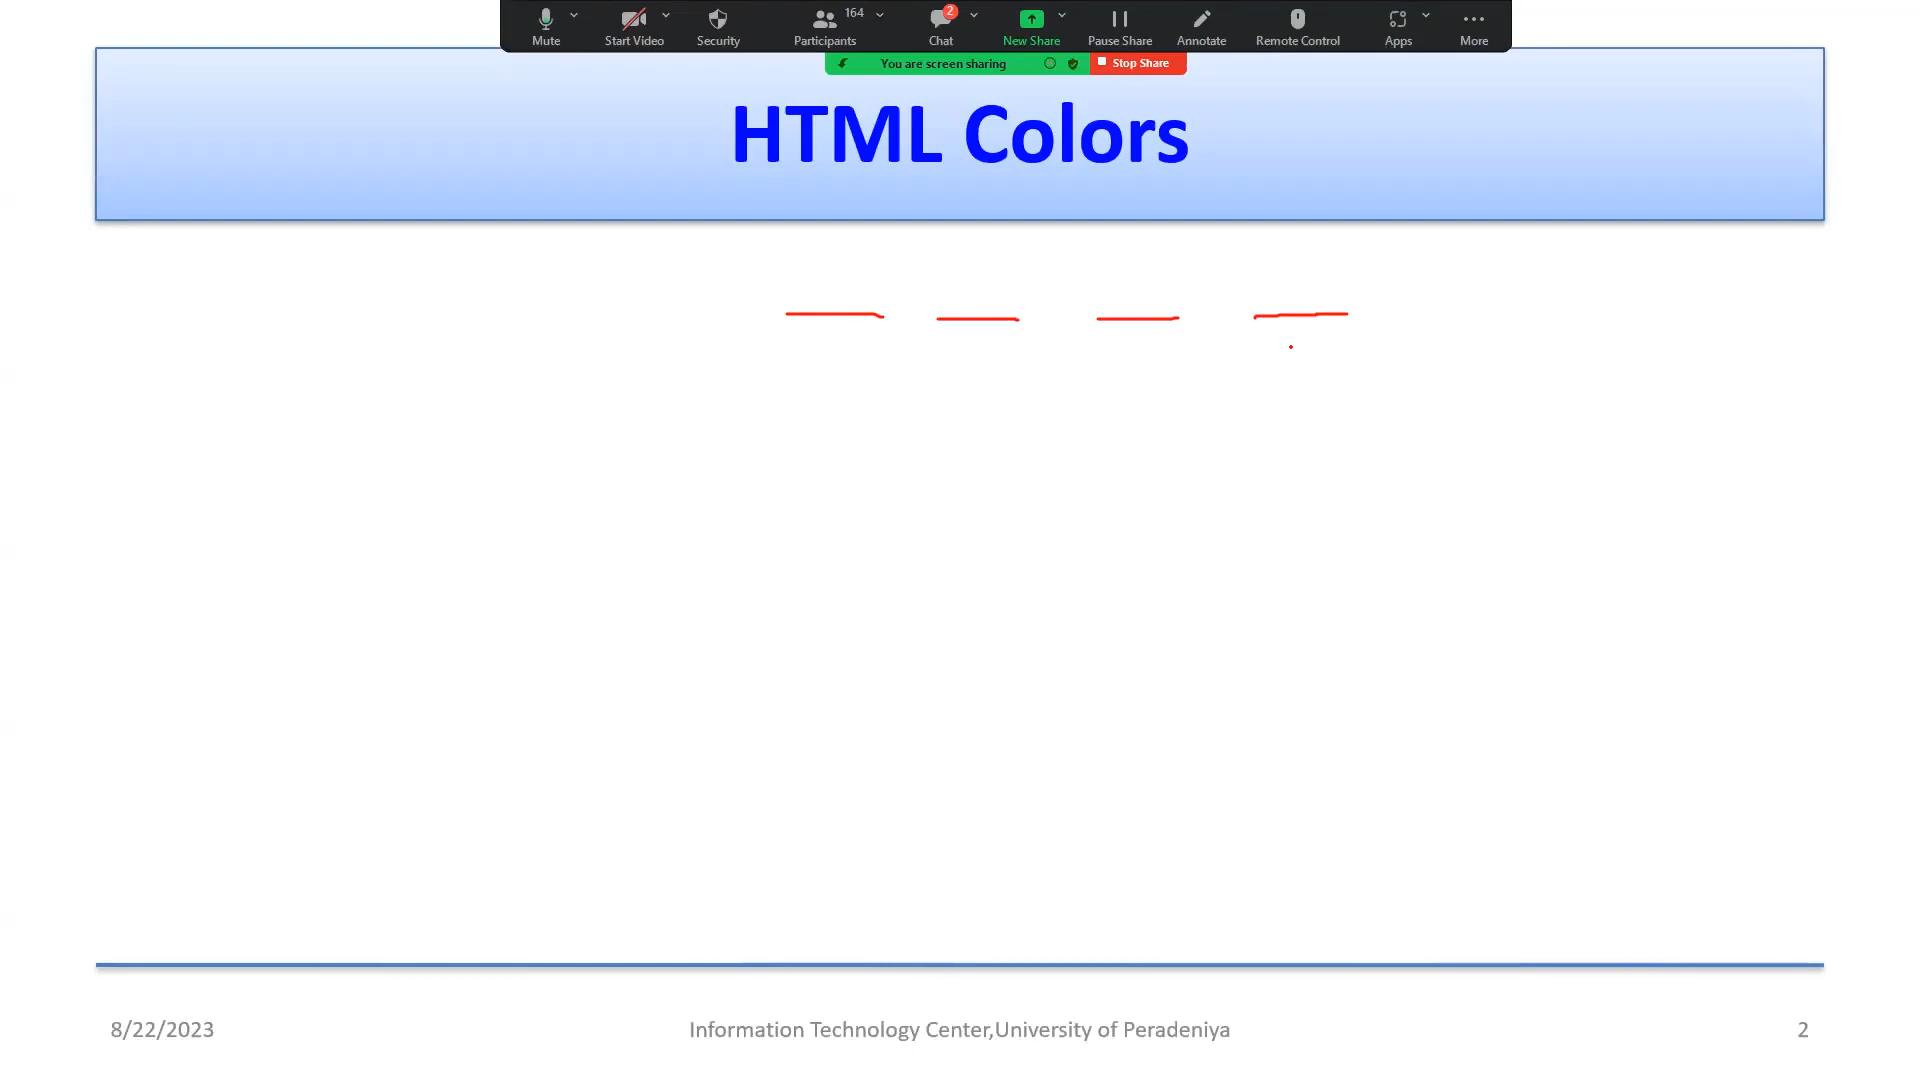 164
2
Mute Start Video Security Participants Chat New Share Pause Share Annotate Remote Control Apps More
You are screen sharing Stop Share
HTML Colors
8/22/2023 Information Technology Center,University of Peradeniya 2